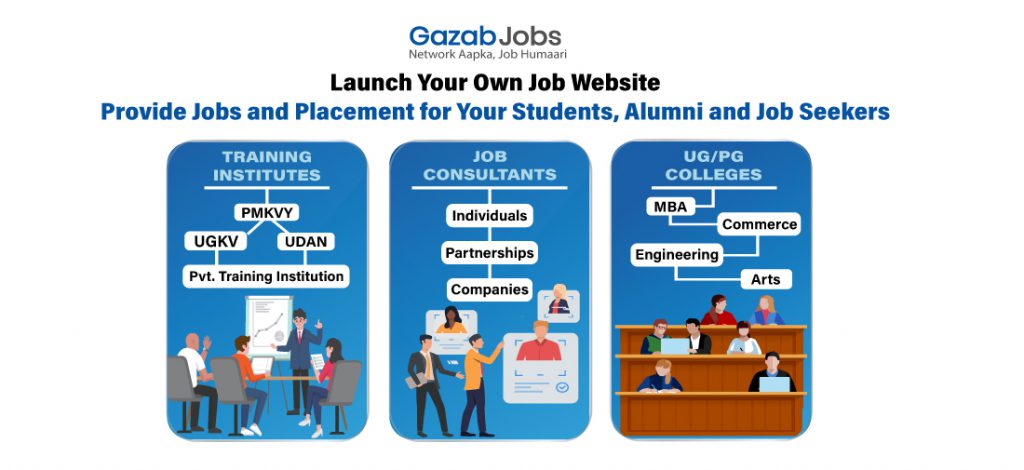 Gazab Jobs
Network Aapka, Job Humaari
Launch Your Own Job Website
Provide Jobs and Placement for Your Students, Alumni and Job Seekers
TRAINING
INSTITUTES
PMKVY
UGKV
UDAN
Pvt. Training Institution
JOB
CONSULTANTS
Individuals
Partnerships
Companies
UG/PG
COLLEGES
MBA
Commerce
Engineering
Arts